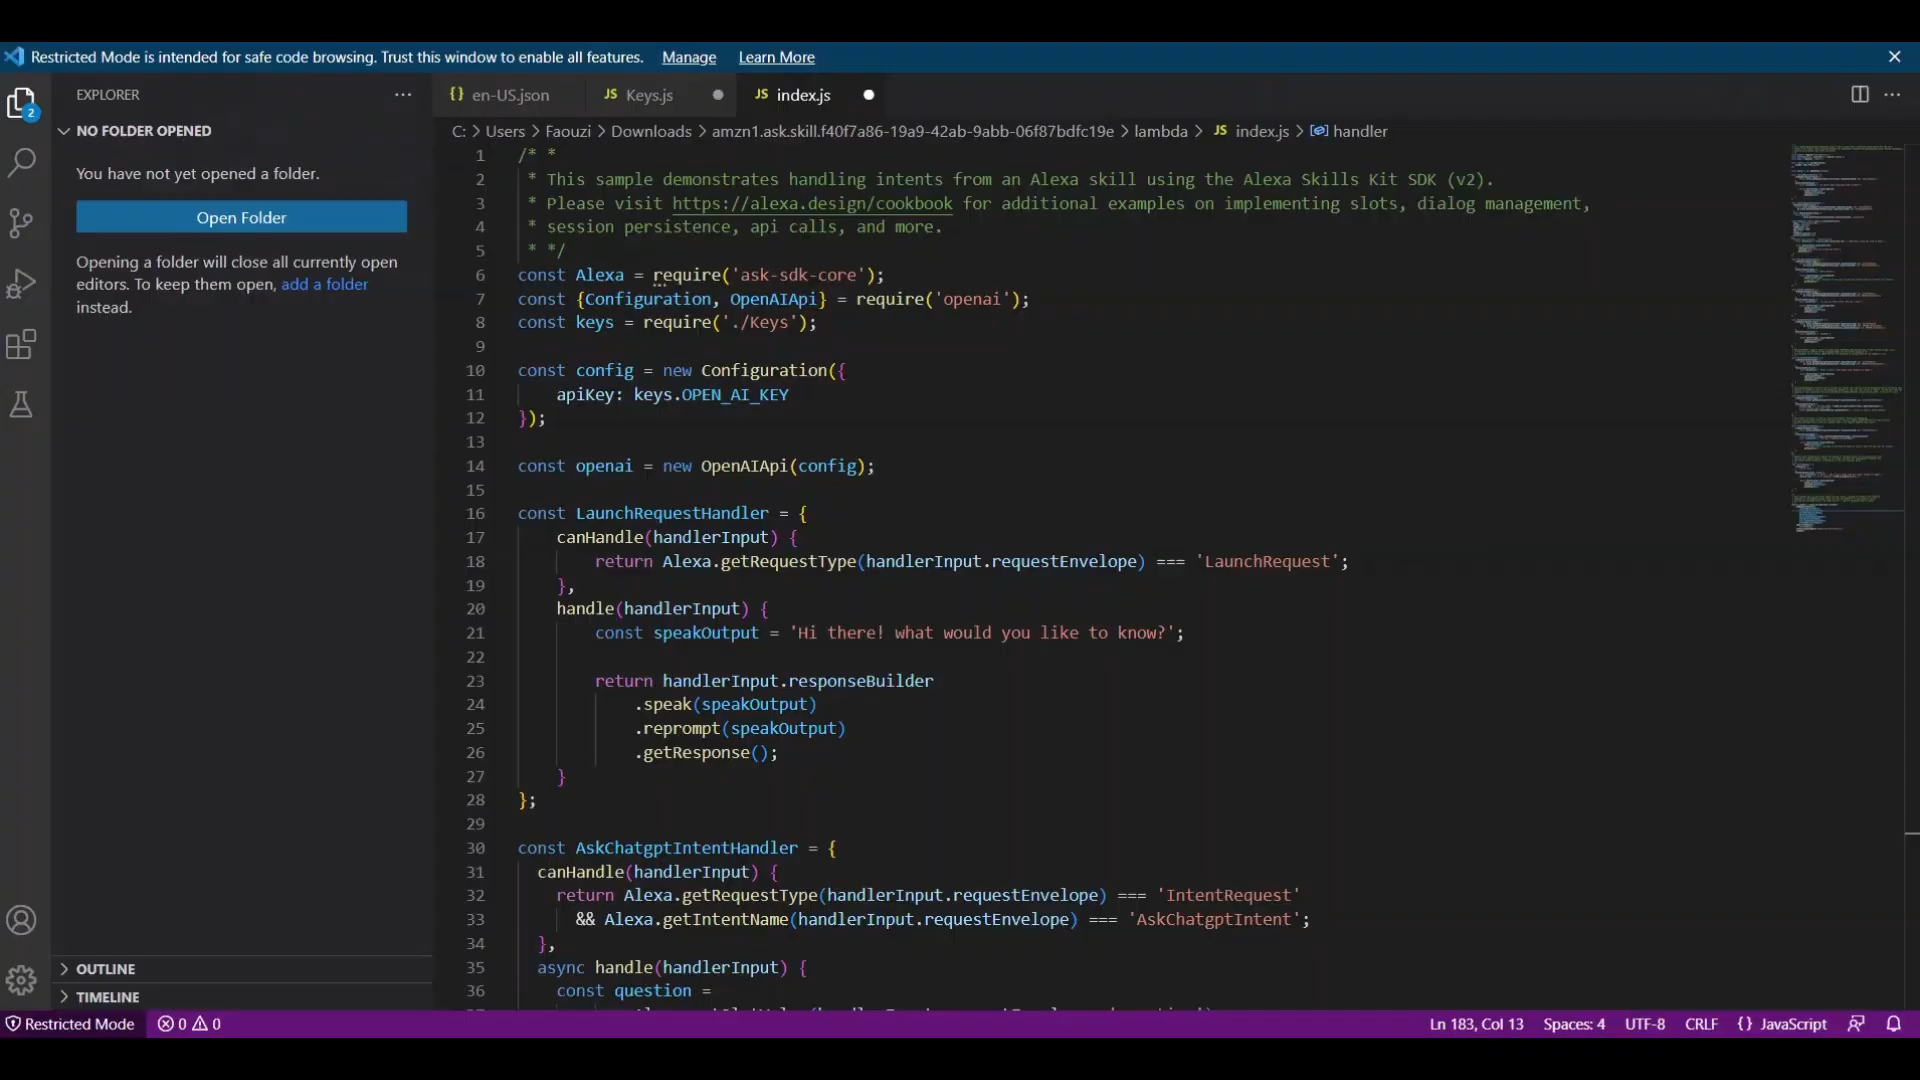 Restricted Mode is intended for safe code browsing. Trust this window to enable all features. Manage Learn More
EXPLORER
NO FOLDER OPENED
You have not yet opened a folder.
Open Folder
Opening a folder will close all currently open
editors. To keep them open, add a folder
instead.
OUTLINE
TIMELINE
2
{} en-US.json
JS Keys.js
JS index.js
C: > Users > Faouzi > Downloads > amzn1.ask.skill.f40f7a86-19a9-42ab-9abb-06f87bdfc19e > lambda > JS index.js > handler
1 /* *
2 * This sample demonstrates handling intents from an Alexa skill using the Alexa Skills Kit SDK (v2).
3 * Please visit https://alexa.design/cookbook for additional examples on implementing slots, dialog management,
4 * session persistence, api calls, and more.
5 * */
6 const Alexa = require('ask-sdk-core');
7 const {Configuration, OpenAIApi} = require('openai');
8 const keys = require('./Keys');
9
10 const config = new Configuration({
11 apiKey: keys.OPEN_AI_KEY
12 });
13
14 const openai = new OpenAIApi(config);
15
16 const LaunchRequestHandler = {
17 canHandle(handlerInput) {
18 return Alexa.getRequestType(handlerInput.requestEnvelope) === 'LaunchRequest';
19 },
20 handle(handlerInput) {
21 const speakOutput = 'Hi there! what would you like to know?';
22
23 return handlerInput.responseBuilder
24 .speak(speakOutput)
25 .reprompt(speakOutput)
26 .getResponse();
27 }
28 };
29
30 const AskChatgptIntentHandler = {
31 canHandle(handlerInput) {
32 return Alexa.getRequestType(handlerInput.requestEnvelope) === 'IntentRequest'
33 && Alexa.getIntentName(handlerInput.requestEnvelope) === 'AskChatgptIntent';
34 },
35 async handle(handlerInput) {
36 const question =
Restricted Mode 0 0 Ln 183, Col 13 Spaces: 4 UTF-8 CRLF {} JavaScript